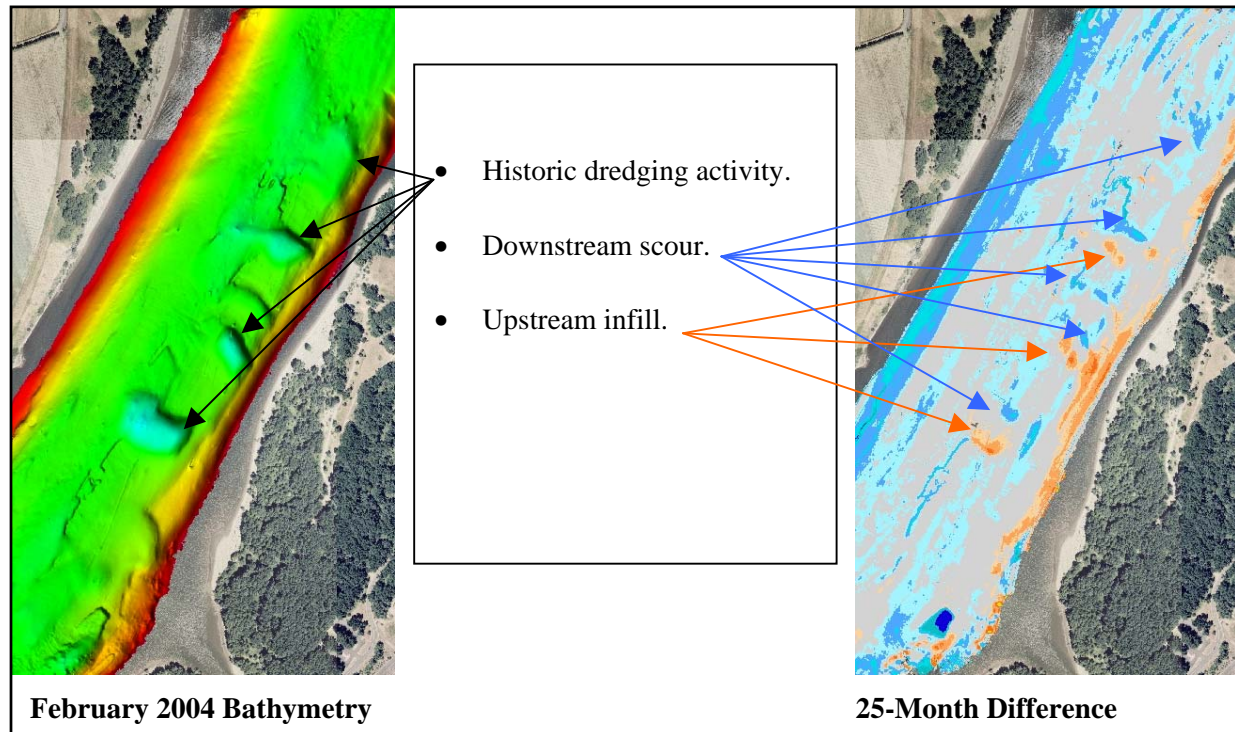 • Historic dredging activity.
• Downstream scour.
• Upstream infill.
February 2004 Bathymetry
25-Month Difference